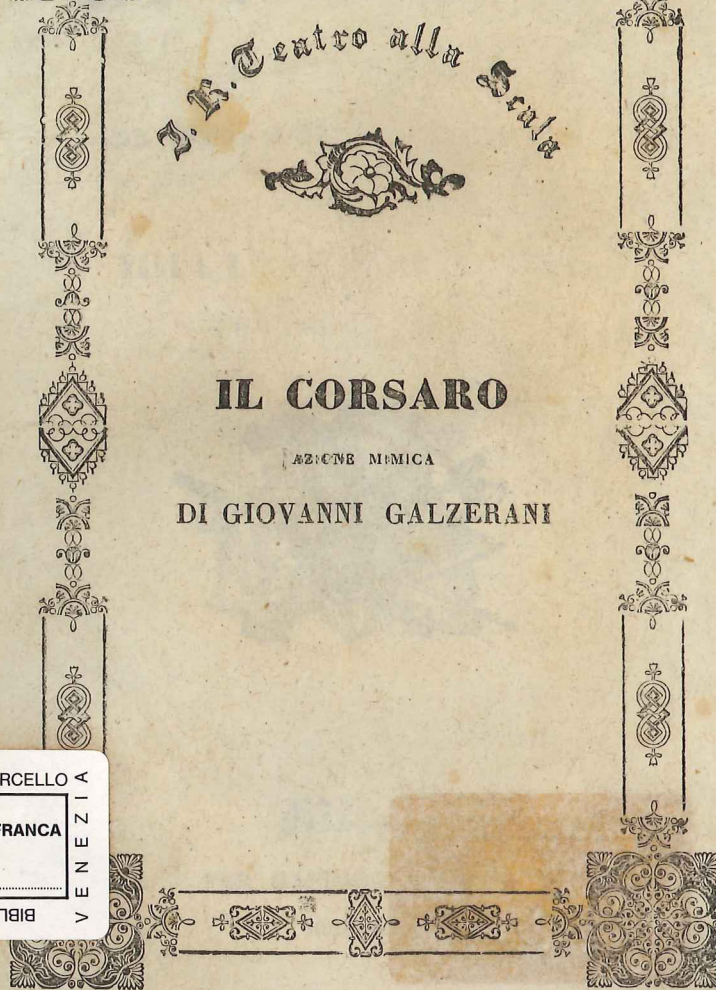 I. R. Teatro alla Scala
IL CORSARO
AZIONE MIMICA
DI GIOVANNI GALZERANI
RCELLO
FRANCA
VENEZIA
BIBL